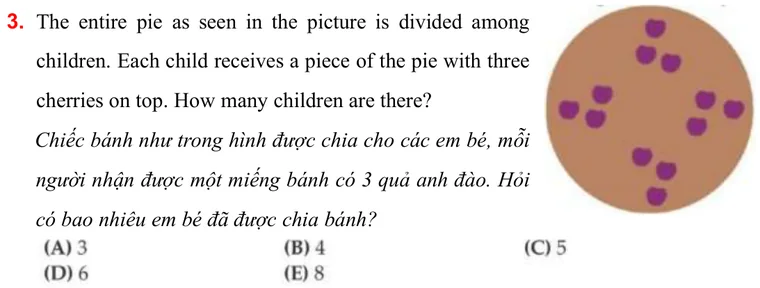 3. The entire pie as seen in the picture is divided among
children. Each child receives a piece of the pie with three
cherries on top. How many children are there?
Chiếc bánh như trong hình được chia cho các em bé, mỗi
người nhận được một miếng bánh có 3 quả anh đào. Hỏi
có bao nhiêu em bé đã được chia bánh?
(A) 3 (B) 4 (C) 5
(D) 6 (E) 8